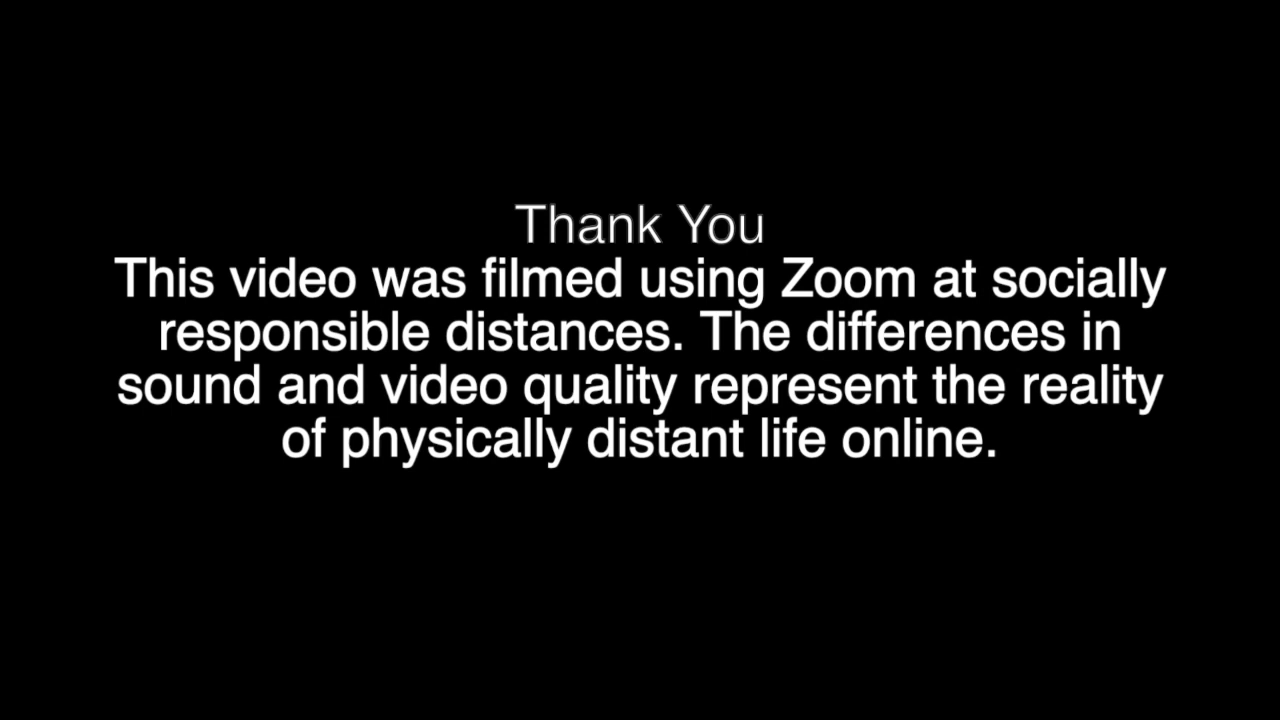 Thank You
This video was filmed using Zoom at socially
responsible distances. The differences in
sound and video quality represent the reality
of physically distant life online.